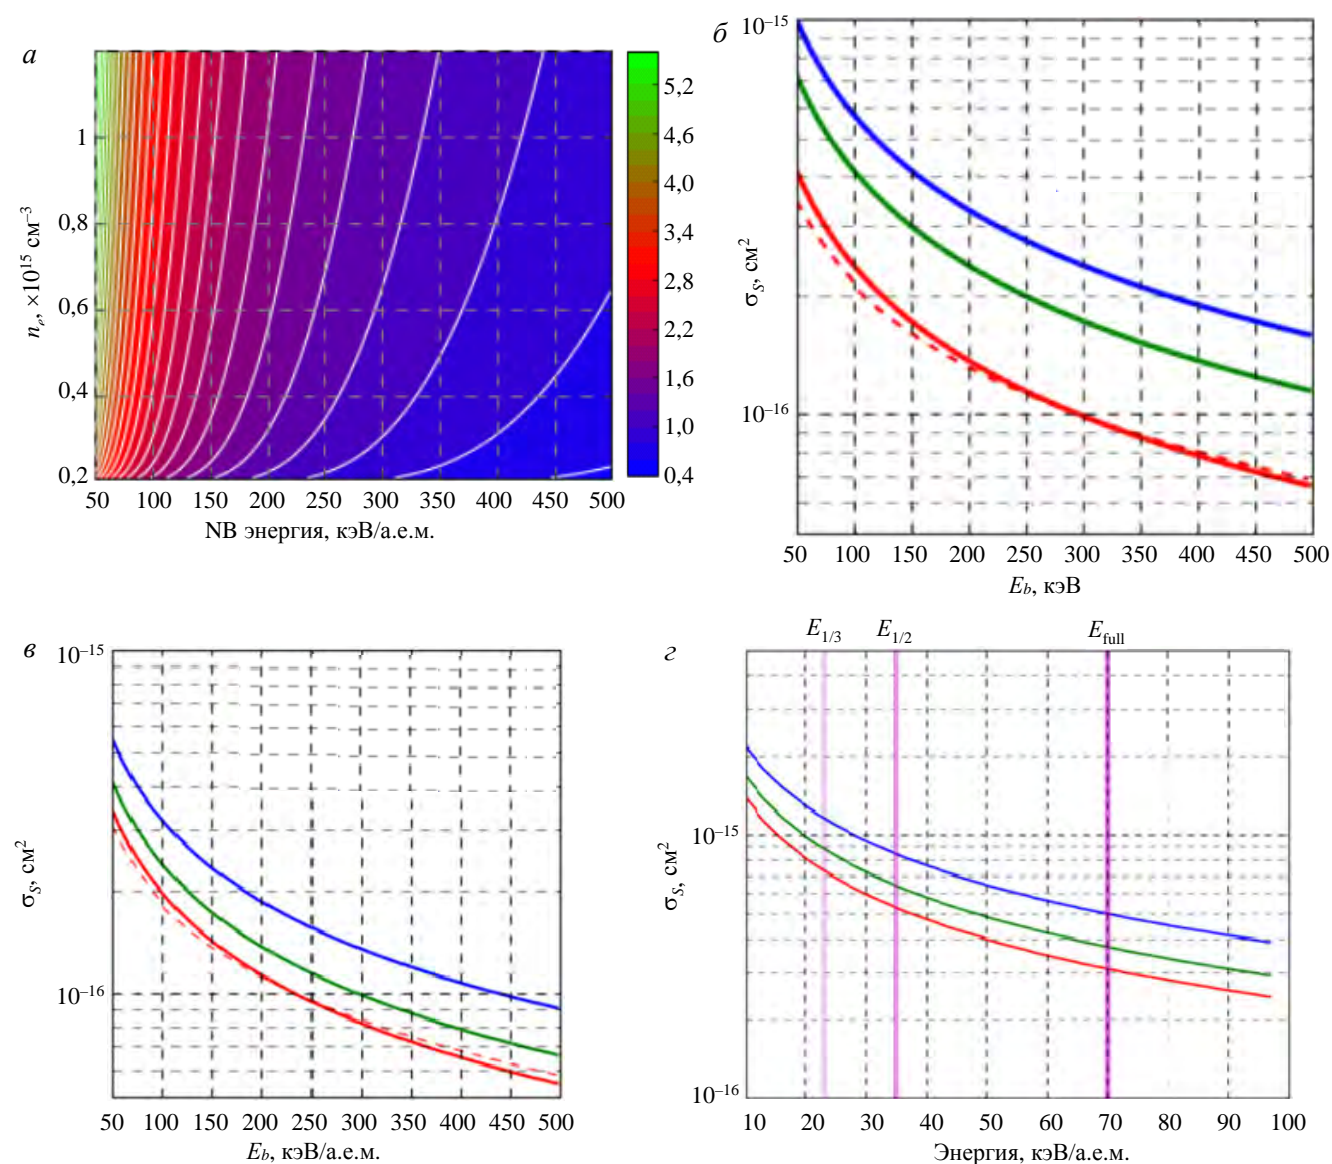 а
1
0,8
0,6
0,4
0,2
n_e, ×10^15 см^–3
50 100 150 200 250 300 350 400 450 500
NB энергия, кэВ/а.е.м.
5,2
4,6
4,0
3,4
2,8
2,2
1,6
1,0
0,4
б
10^–15
10^–16
σ_S, см^2
50 100 150 200 250 300 350 400 450 500
E_b, кэВ
в
10^–15
10^–16
σ_S, см^2
50 100 150 200 250 300 350 400 450 500
E_b, кэВ/а.е.м.
г
E_1/3 E_1/2 E_full
10^–15
10^–16
σ_S, см^2
10 20 30 40 50 60 70 80 90 100
Энергия, кэВ/а.е.м.